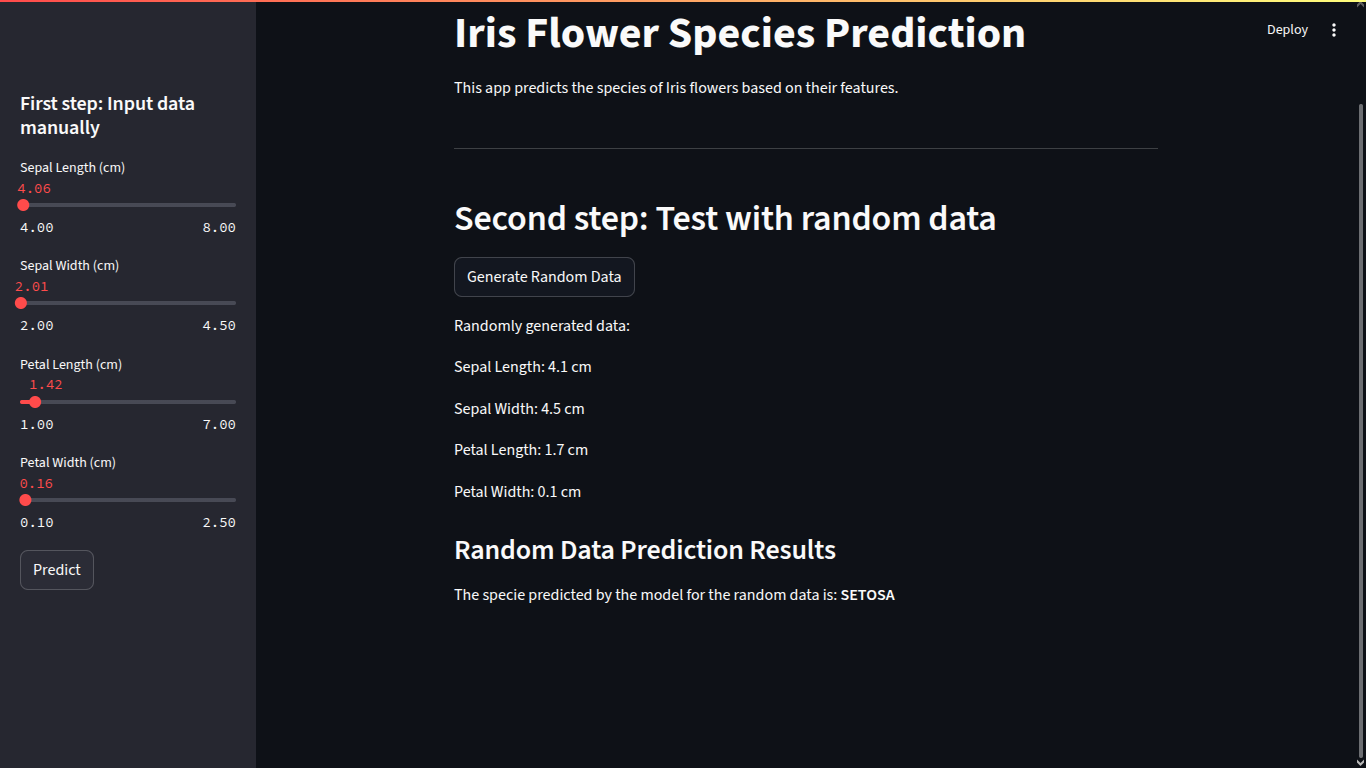 First step: Input data
manually
Sepal Length (cm)
4.06
4.00 8.00
Sepal Width (cm)
2.01
2.00 4.50
Petal Length (cm)
1.42
1.00 7.00
Petal Width (cm)
0.16
0.10 2.50
Predict
Deploy
Iris Flower Species Prediction
This app predicts the species of Iris flowers based on their features.
Second step: Test with random data
Generate Random Data
Randomly generated data:
Sepal Length: 4.1 cm
Sepal Width: 4.5 cm
Petal Length: 1.7 cm
Petal Width: 0.1 cm
Random Data Prediction Results
The specie predicted by the model for the random data is: SETOSA